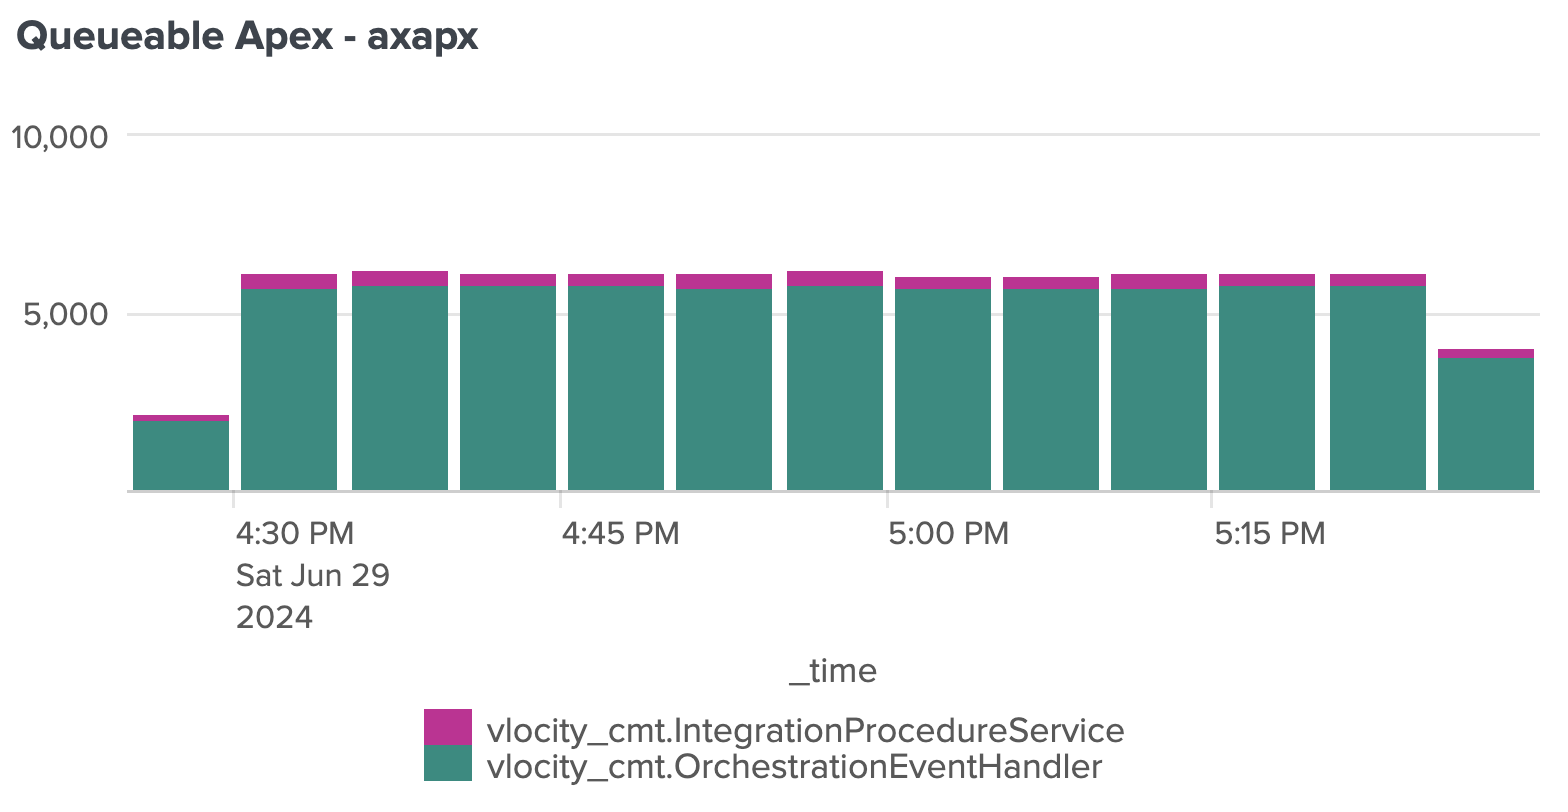 Queueable Apex - axapx
10,000
5,000
4:30 PM
Sat Jun 29
2024
4:45 PM
5:00 PM
5:15 PM
_time
vlocity_cmt.IntegrationProcedureService
vlocity_cmt.OrchestrationEventHandler